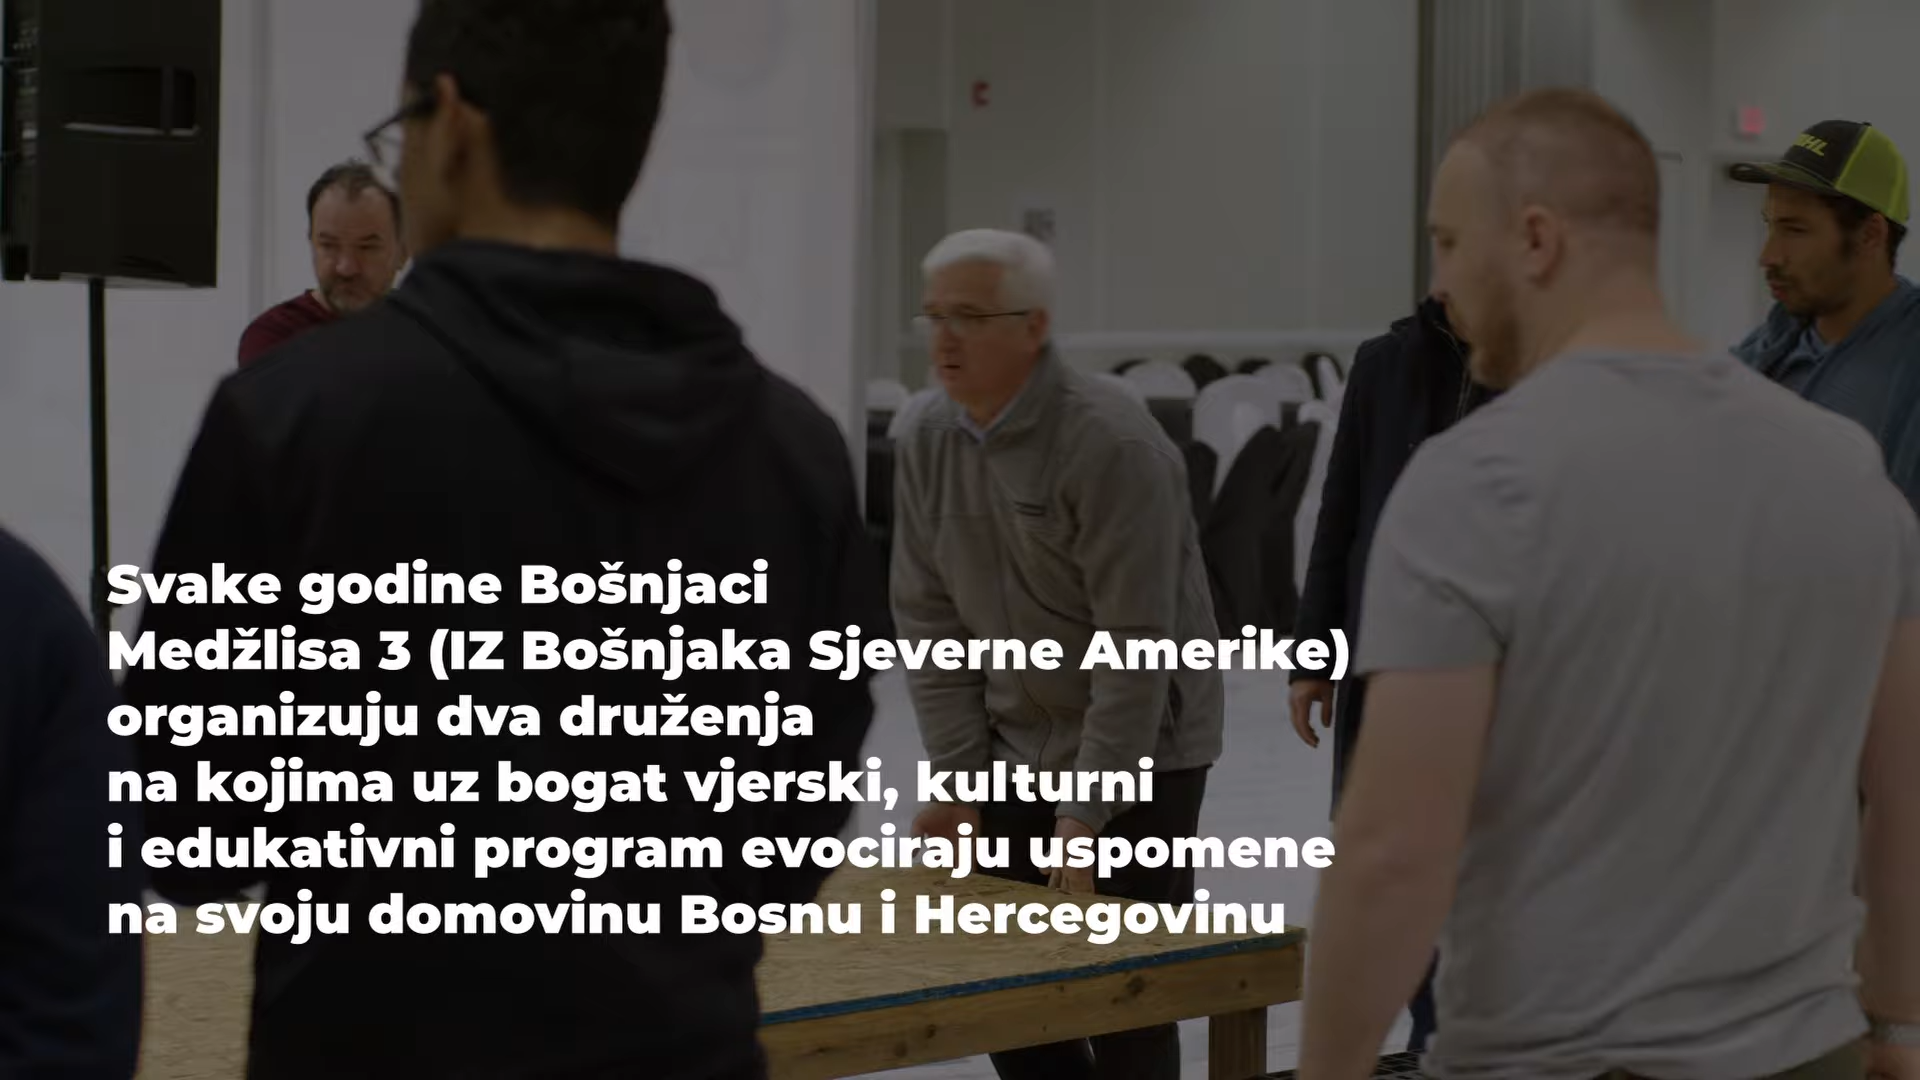 Svake godine Bošnjaci
Medžlisa 3 (IZ Bošnjaka Sjeverne Amerike)
organizuju dva druženja
na kojima uz bogat vjerski, kulturni
i edukativni program evociraju uspomene
na svoju domovinu Bosnu i Hercegovinu